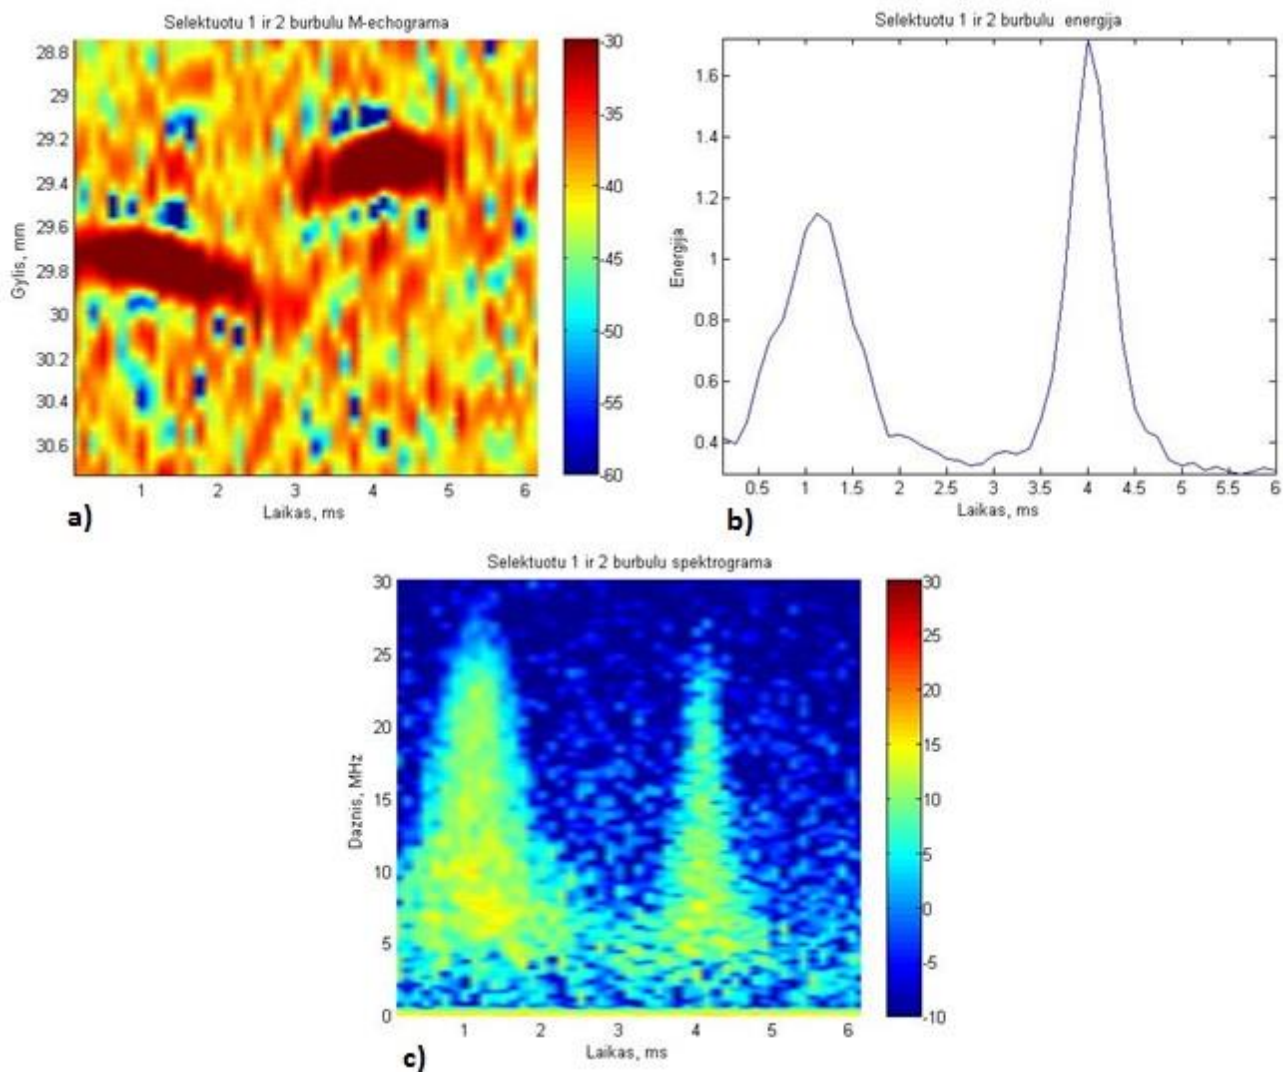 Selektuotu 1 ir 2 burbulu M-echograma
28.8
29
29.2
29.4
29.6
29.8
30
30.2
30.4
30.6
Gylis, mm
1 2 3 4 5 6
Laikas, ms
-30
-35
-40
-45
-50
-55
-60
a)
Selektuotu 1 ir 2 burbulu energija
1.6
1.4
1.2
1
0.8
0.6
0.4
Energija
0.5 1 1.5 2 2.5 3 3.5 4 4.5 5 5.5 6
Laikas, ms
b)
Selektuotu 1 ir 2 burbulu spektrograma
30
25
20
15
10
5
0
Daznis, MHz
1 2 3 4 5 6
Laikas, ms
30
25
20
15
10
5
0
-5
-10
c)